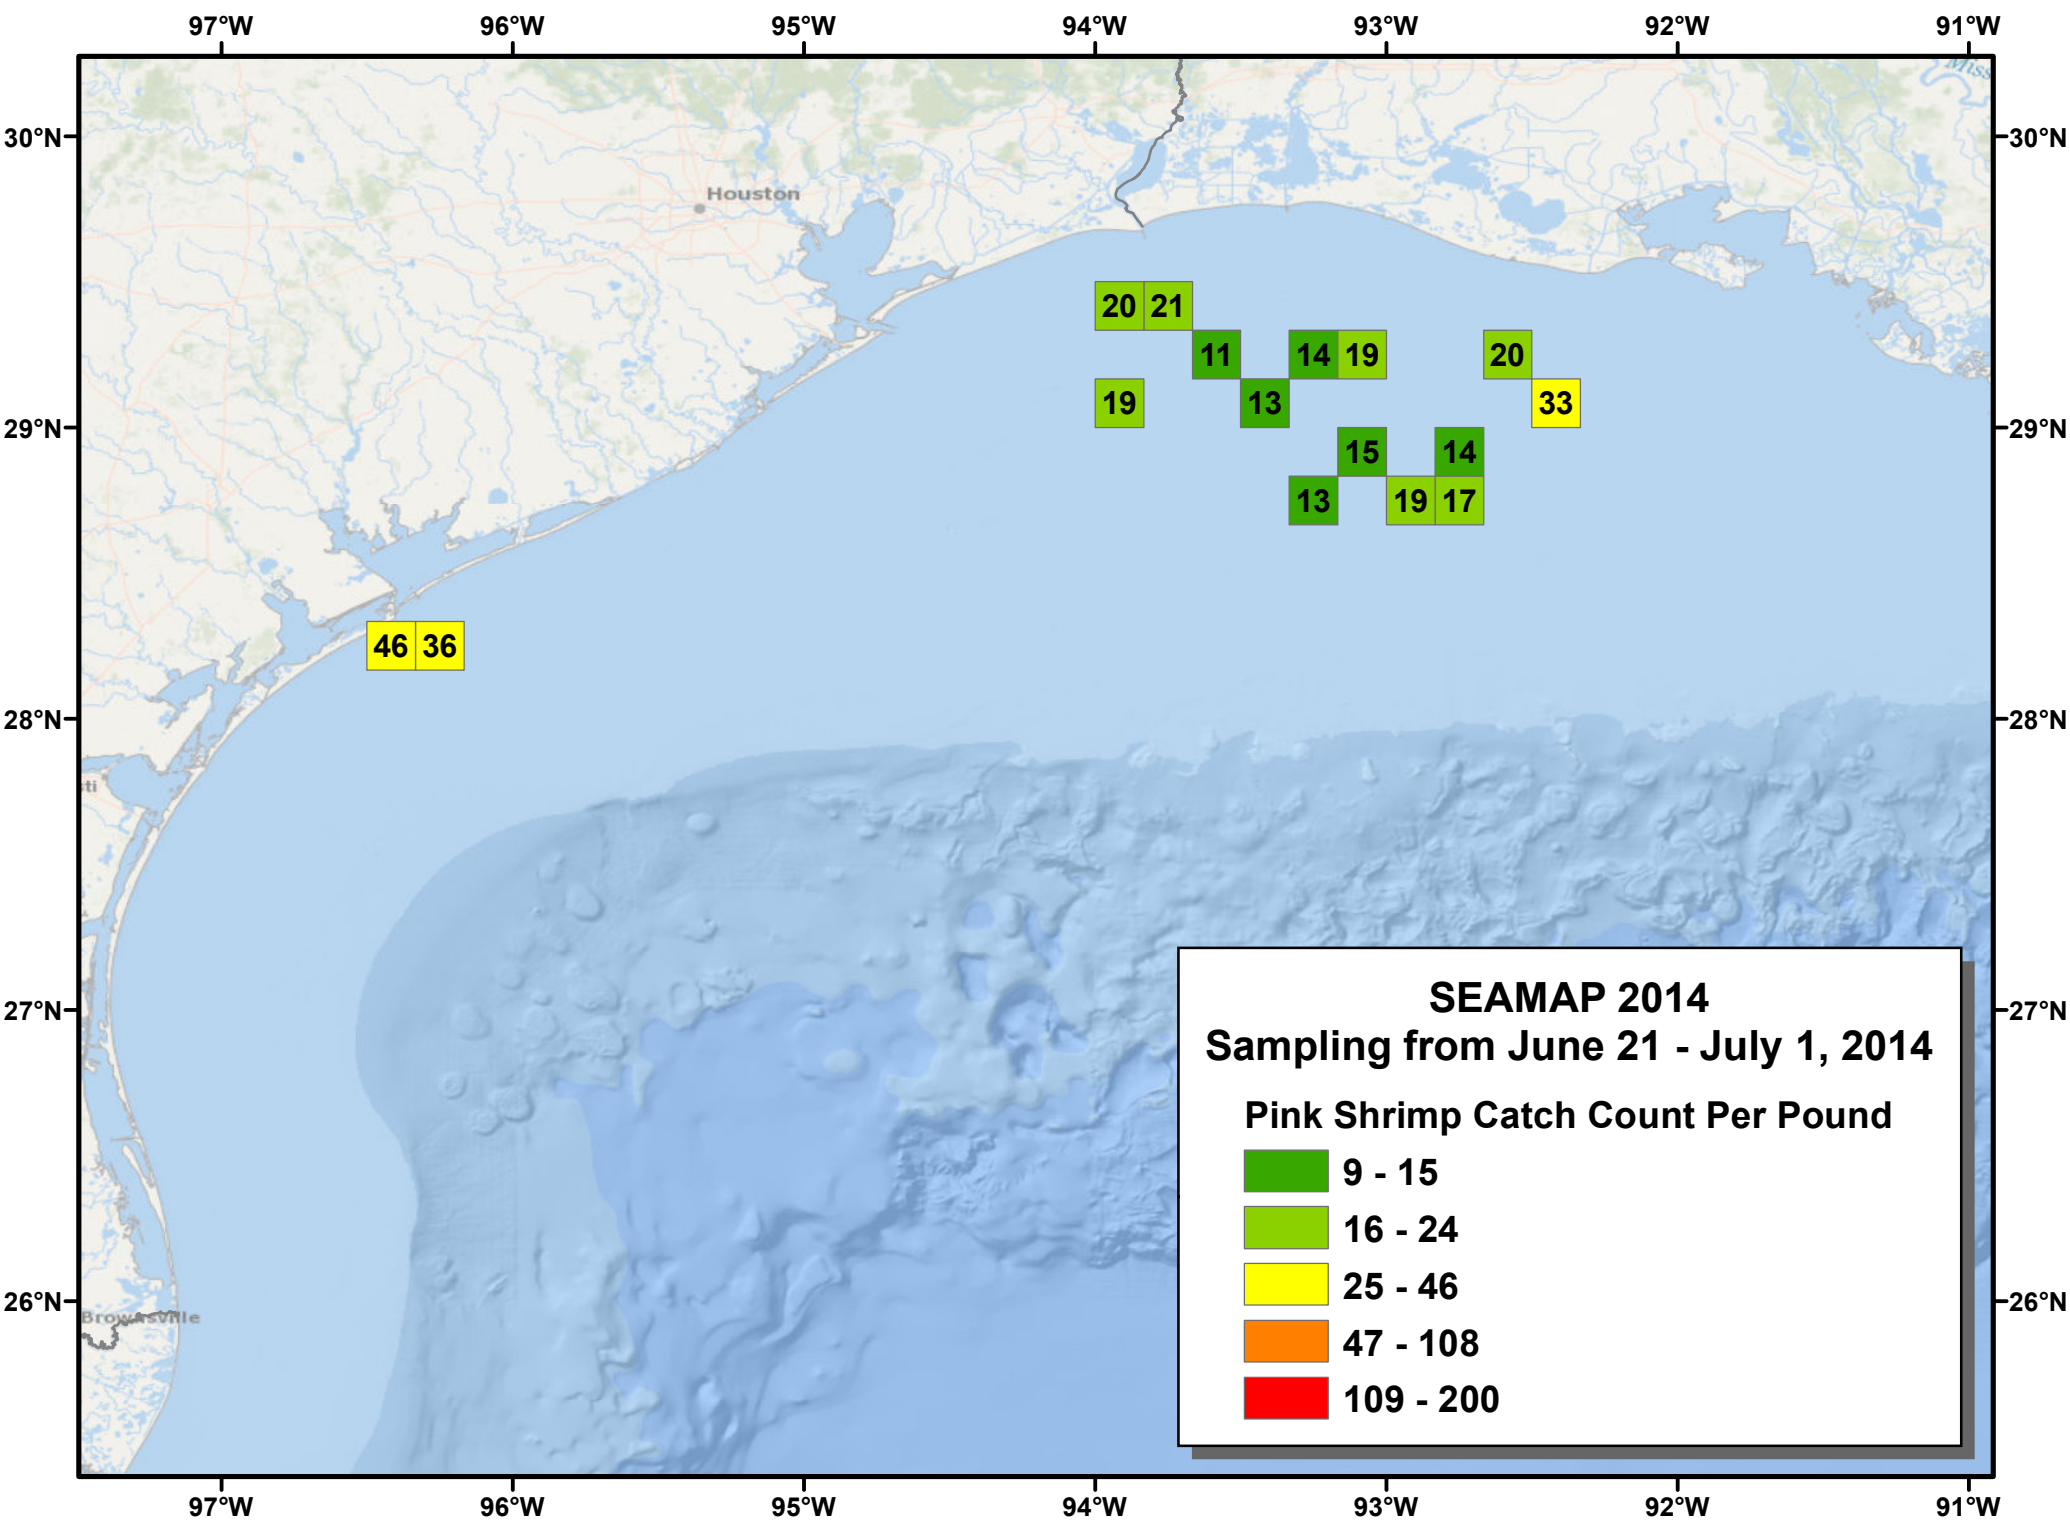 97°W 96°W 95°W 94°W 93°W 92°W 91°W
Miss
30°N 30°N
Houston
20 21
11 14 19 20
19 13 33
29°N 29°N
15 14
13 19 17
46 36
28°N 28°N
sti
27°N 27°N
SEAMAP 2014
Sampling from June 21 - July 1, 2014
Pink Shrimp Catch Count Per Pound
9 - 15
16 - 24
25 - 46
47 - 108
109 - 200
26°N 26°N
Brownsville
97°W 96°W 95°W 94°W 93°W 92°W 91°W